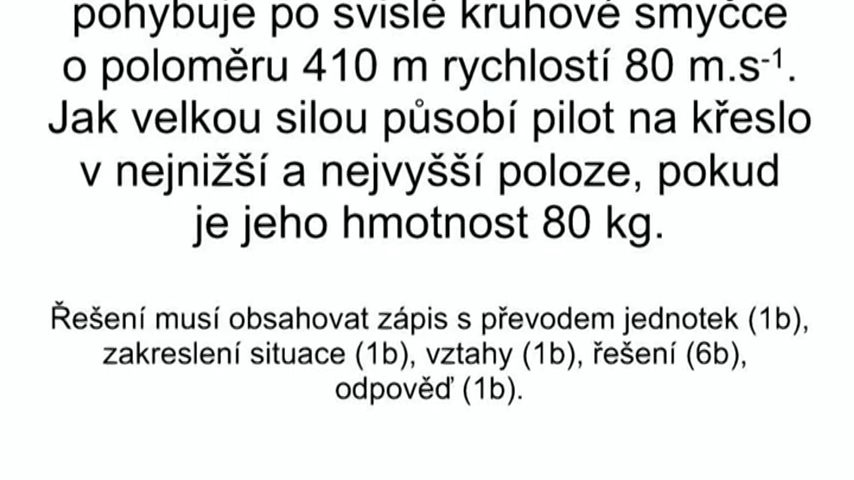 pohybuje po svislé kruhové smyčce
o poloměru 410 m rychlostí 80 m.s-¹.
Jak velkou silou působí pilot na křeslo
v nejnižší a nejvyšší poloze, pokud
je jeho hmotnost 80 kg.
Řešení musí obsahovat zápis s převodem jednotek (1b),
zakreslení situace (1b), vztahy (1b), řešení (6b),
odpověď (1b).